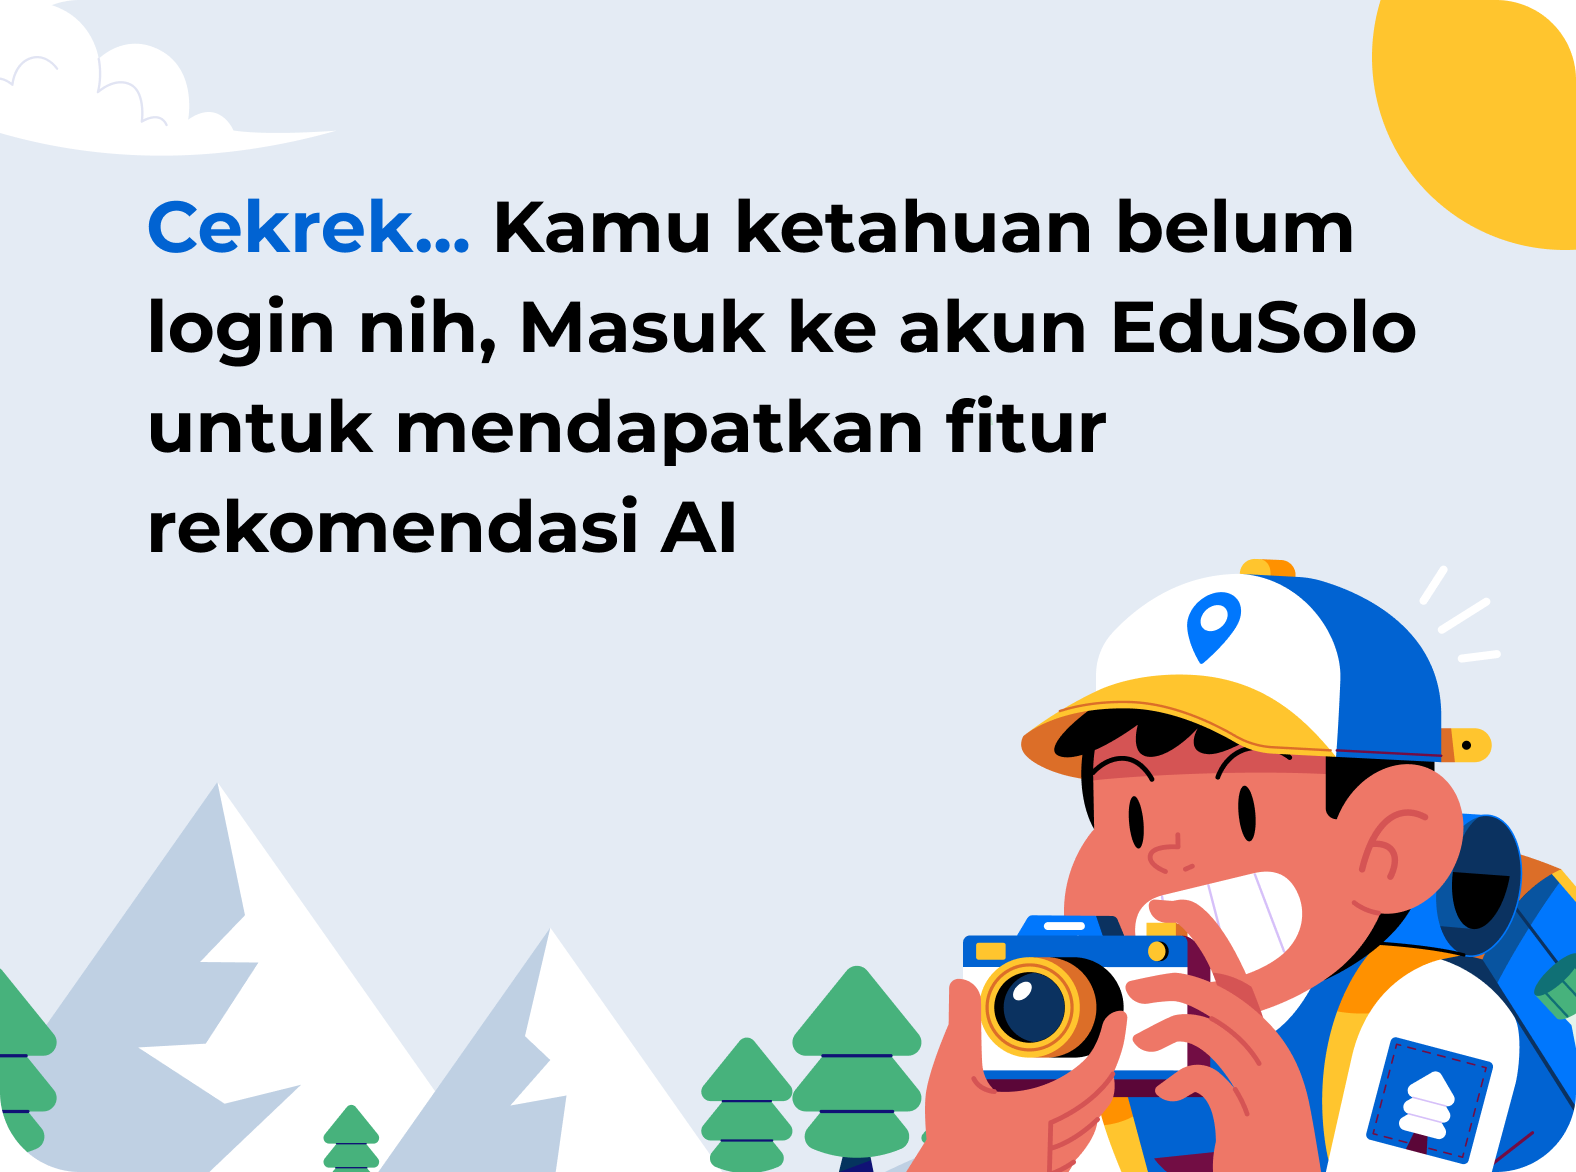 Cekrek... Kamu ketahuan belum
login nih, Masuk ke akun EduSolo
untuk mendapatkan fitur
rekomendasi AI